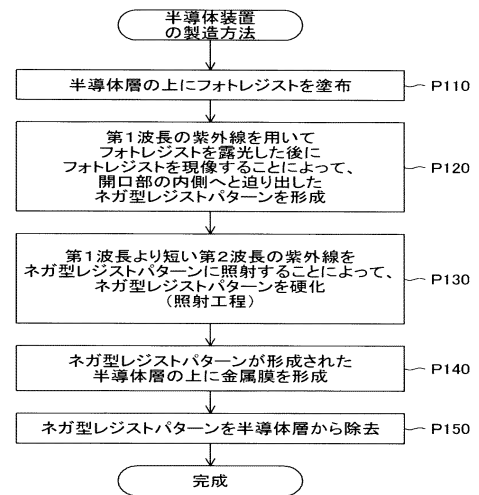 半導体装置
の製造方法
半導体層の上にフォトレジストを塗布
P110
第1波長の紫外線を用いて
フォトレジストを露光した後に
フォトレジストを現像することによって、
開口部の内側へと迫り出した
ネガ型レジストパターンを形成
P120
第1波長より短い第2波長の紫外線を
ネガ型レジストパターンに照射することによって、
ネガ型レジストパターンを硬化
（照射工程）
P130
ネガ型レジストパターンが形成された
半導体層の上に金属膜を形成
P140
ネガ型レジストパターンを半導体層から除去
P150
完成